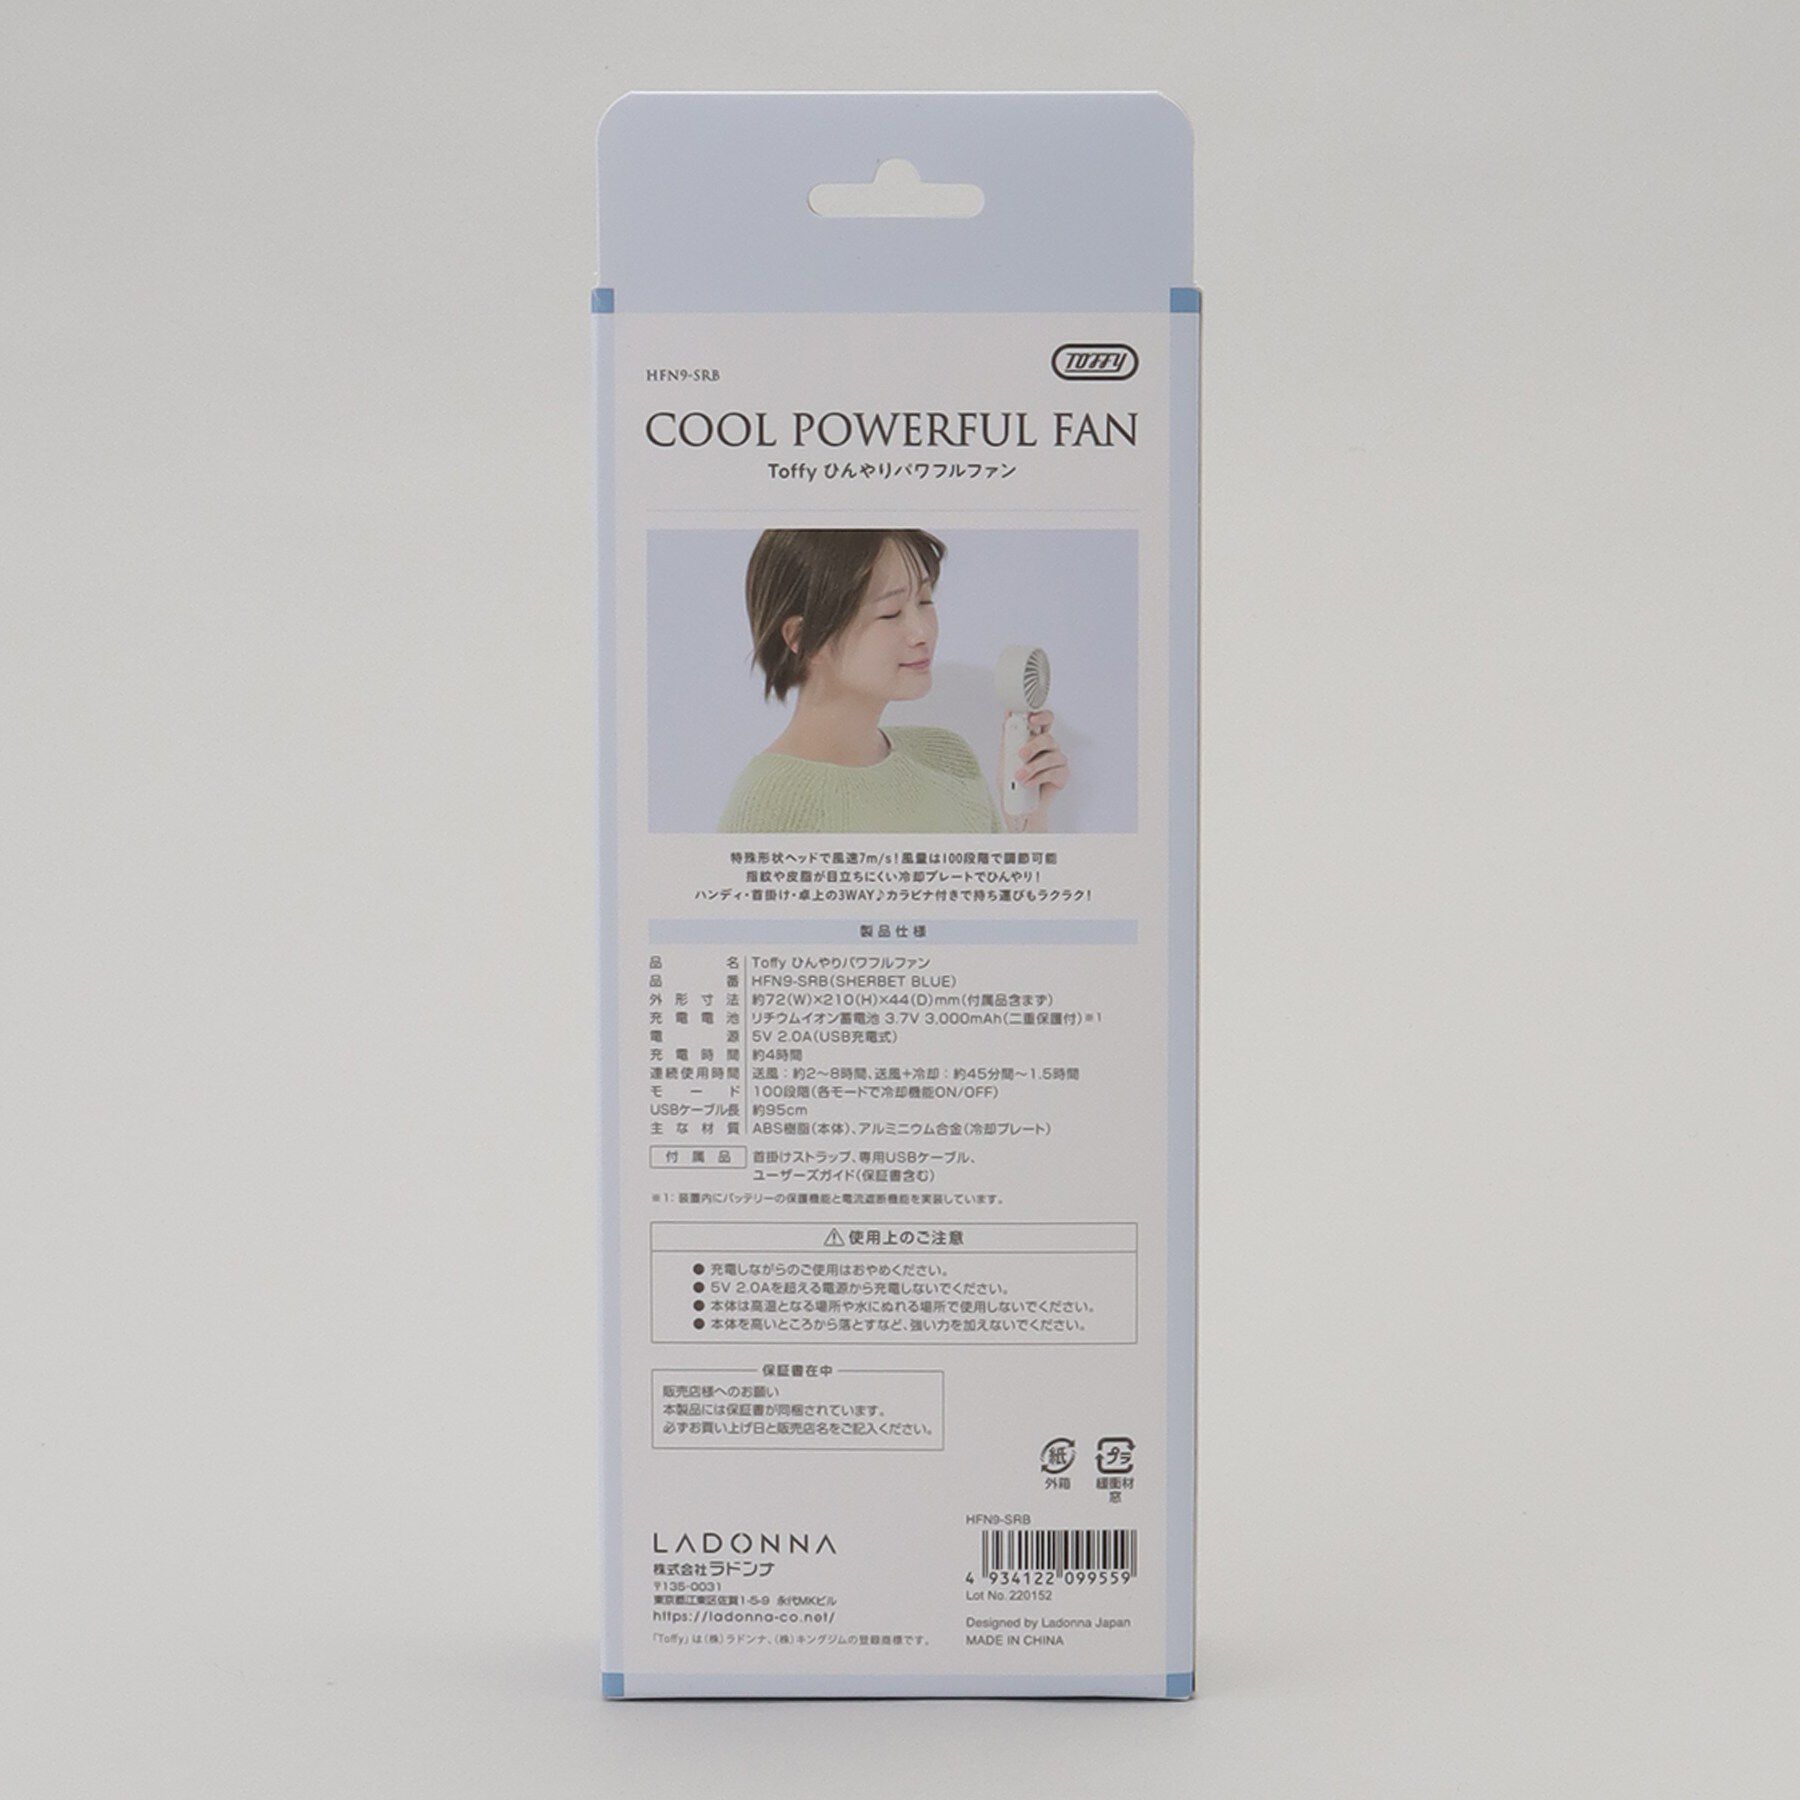 TOFFY
HFN9-SRB
COOL POWERFUL FAN
Toffy ひんやりパワフルファン
特殊形状ヘッドで風速7m/s!風量は100段階で調節可能
指紋や皮脂が目立ちにくい冷却プレートでひんやり!
ハンディ・首掛け・卓上の3WAY♪カラビナ付きで持ち運びもラクラク!
製品仕様
品名 Toffy ひんやりパワフルファン
品番 HFN9-SRB(SHERBET BLUE)
外形寸法 約72(W)×210(H)×44(D)mm(付属品含まず)
充電電池 リチウムイオン蓄電池 3.7V 3,000mAh(二重保護付)※1
電源 5V 2.0A(USB充電式)
充電時間 約4時間
連続使用時間 送風:約2〜8時間、送風+冷却:約45分間〜1.5時間
モード 100段階(各モードで冷却機能ON/OFF)
USBケーブル長 約95cm
主な材質 ABS樹脂(本体)、アルミニウム合金(冷却プレート)
付属品 首掛けストラップ、専用USBケーブル、
ユーザーズガイド(保証書含む)
※1:装置内にバッテリーの保護機能と電流遮断機能を実装しています。
⚠使用上のご注意
● 充電しながらのご使用はおやめください。
● 5V 2.0Aを超える電源から充電しないでください。
● 本体は高温となる場所や水にぬれる場所で使用しないでください。
● 本体を高いところから落とすなど、強い力を加えないでください。
保証書在中
販売店様へのお願い
本製品には保証書が同梱されています。
必ずお買い上げ日と販売店名をご記入ください。
紙 プラ
外箱 緩衝材
窓
HFN9-SRB
4 934122 099559
Lot No. 220152
Designed by Ladonna Japan
MADE IN CHINA
LADONNA
株式会社ラドンナ
〒135-0031
東京都江東区佐賀1-5-9 永代MKビル
https://ladonna-co.net/
「Toffy」は(株)ラドンナ、(株)キングジムの登録商標です。